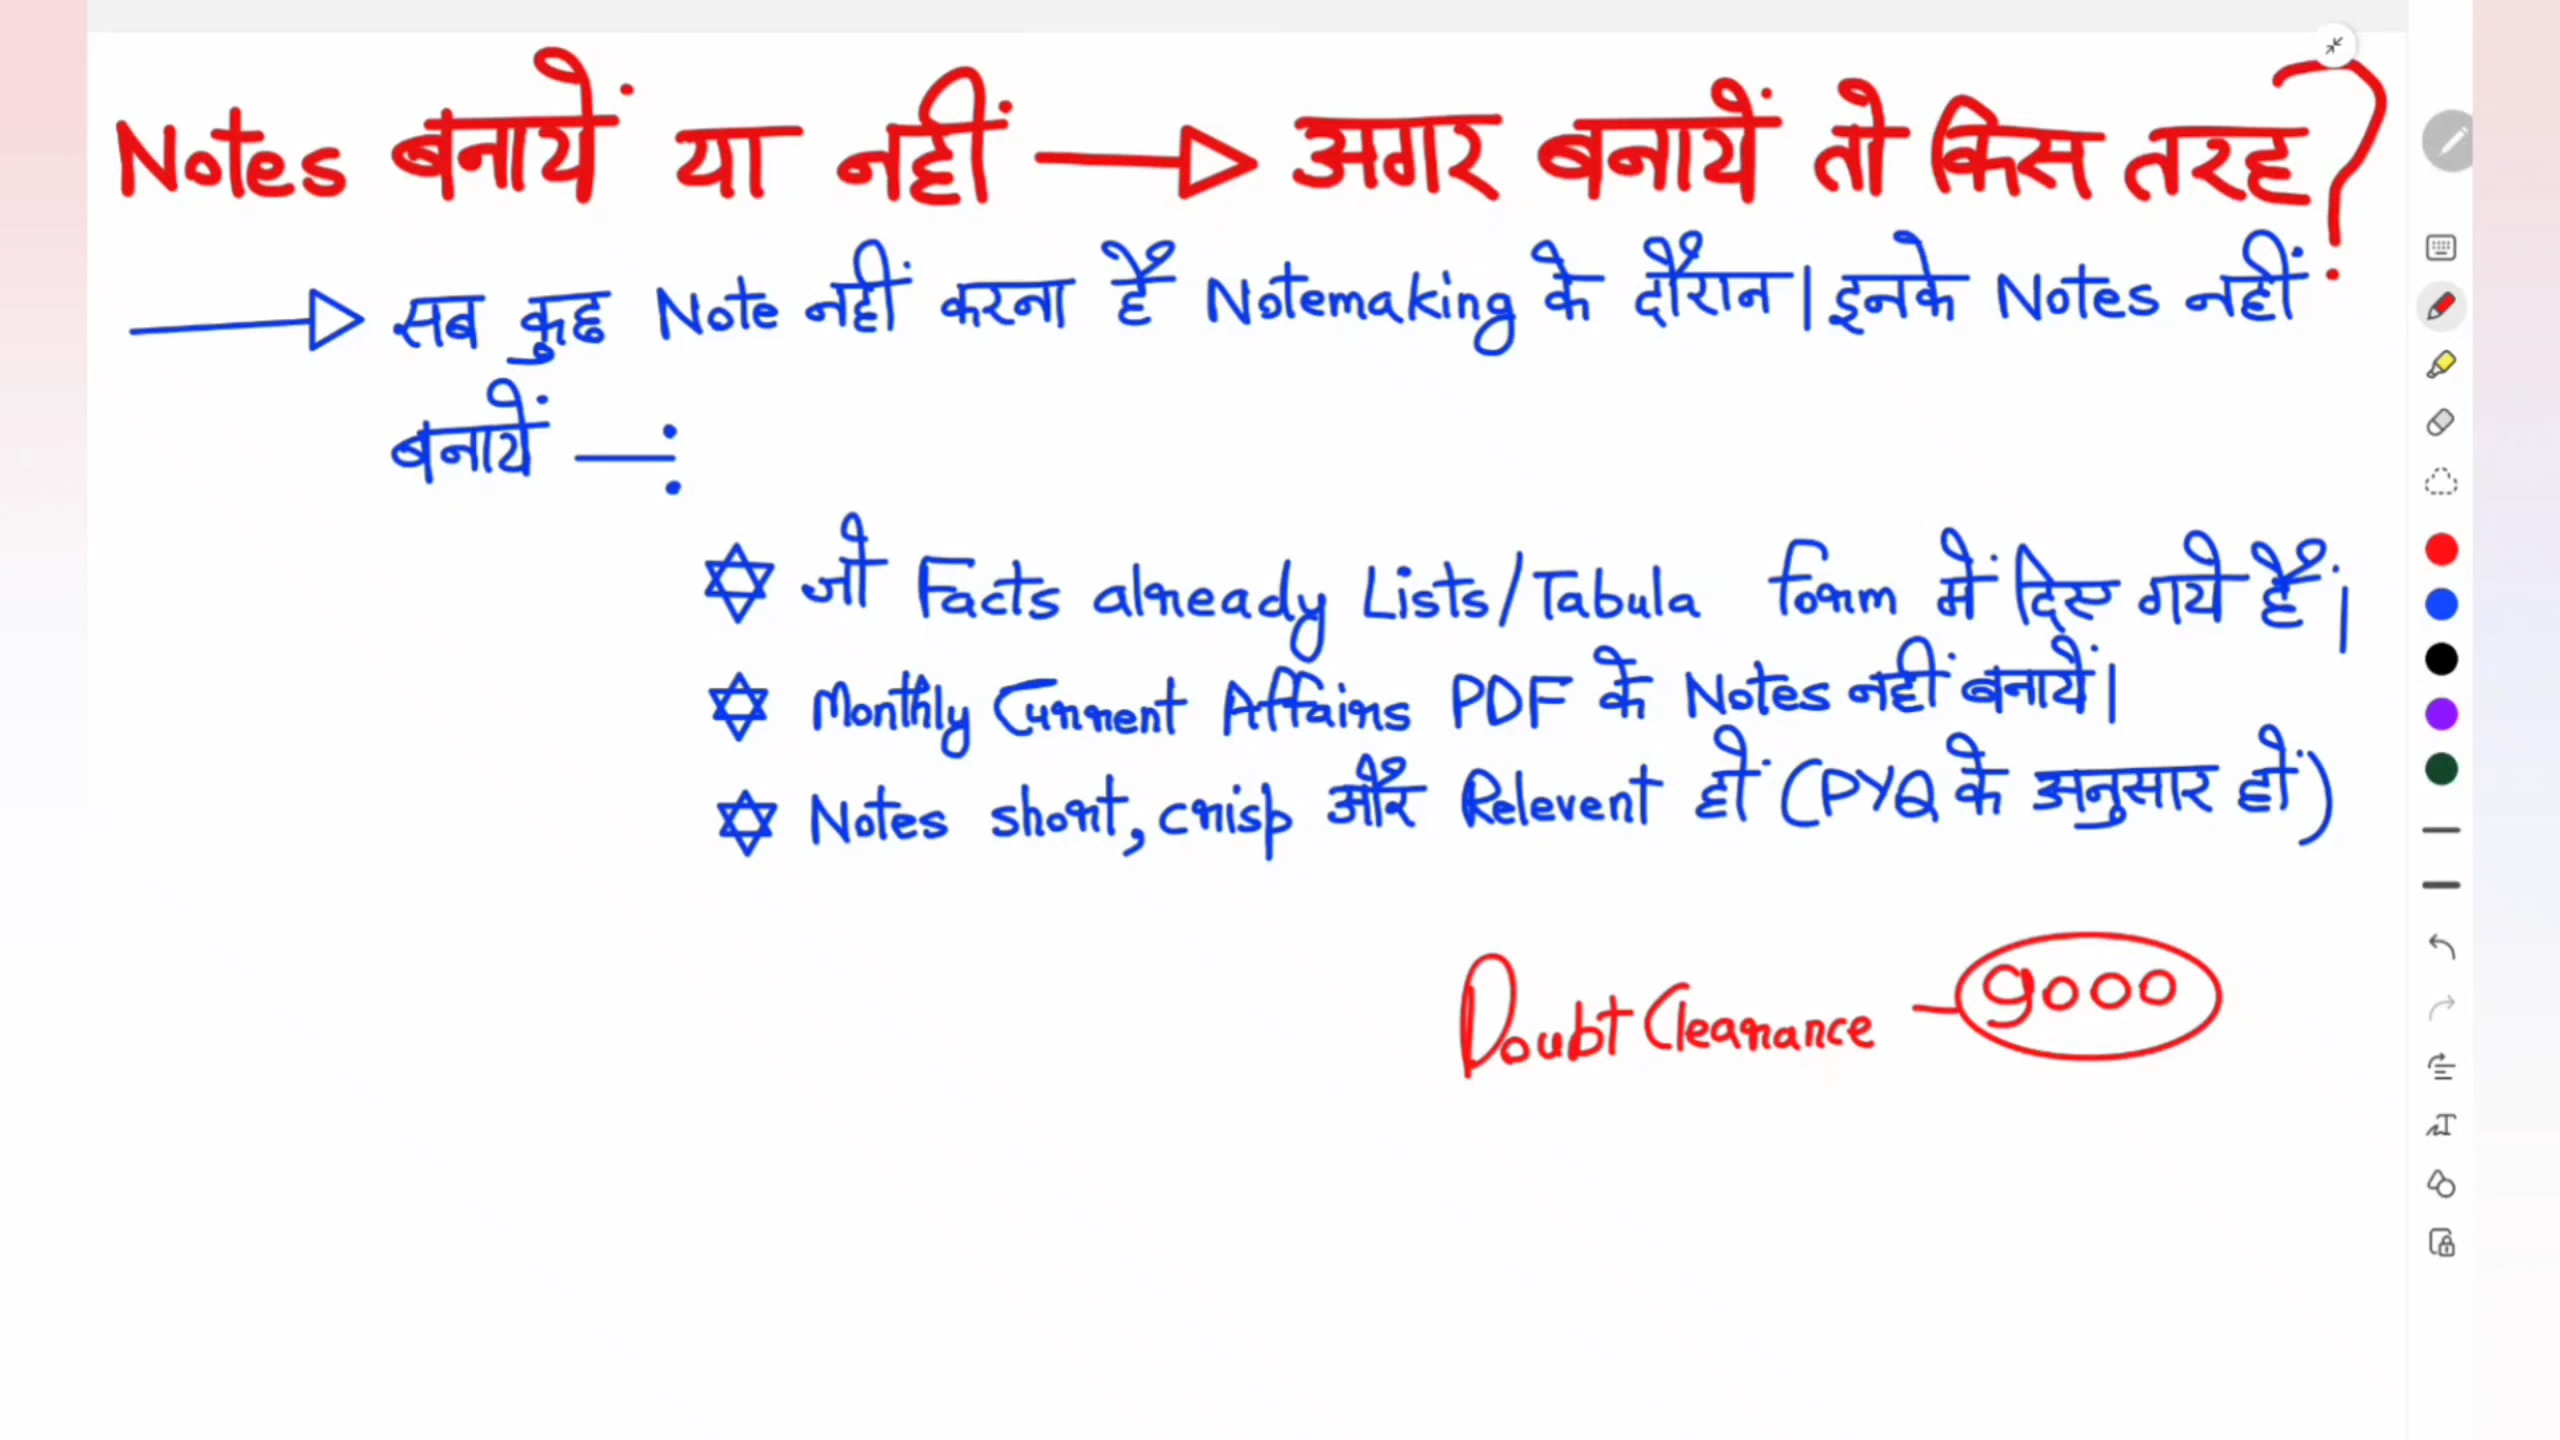 Notes बनायें या नहीं → अगर बनायें तो किस तरह?
→ सब कुछ Note नहीं करना है Notemaking के दौरान। इनके Notes नहीं
बनायें —:
✡ जो Facts already Lists/Tabula form में दिए गये हैं।
✡ Monthly Current Affairs PDF के Notes नहीं बनायें।
✡ Notes short, crisp और Relevent हों (PYQ के अनुसार हों)
Doubt Clearance - 9000